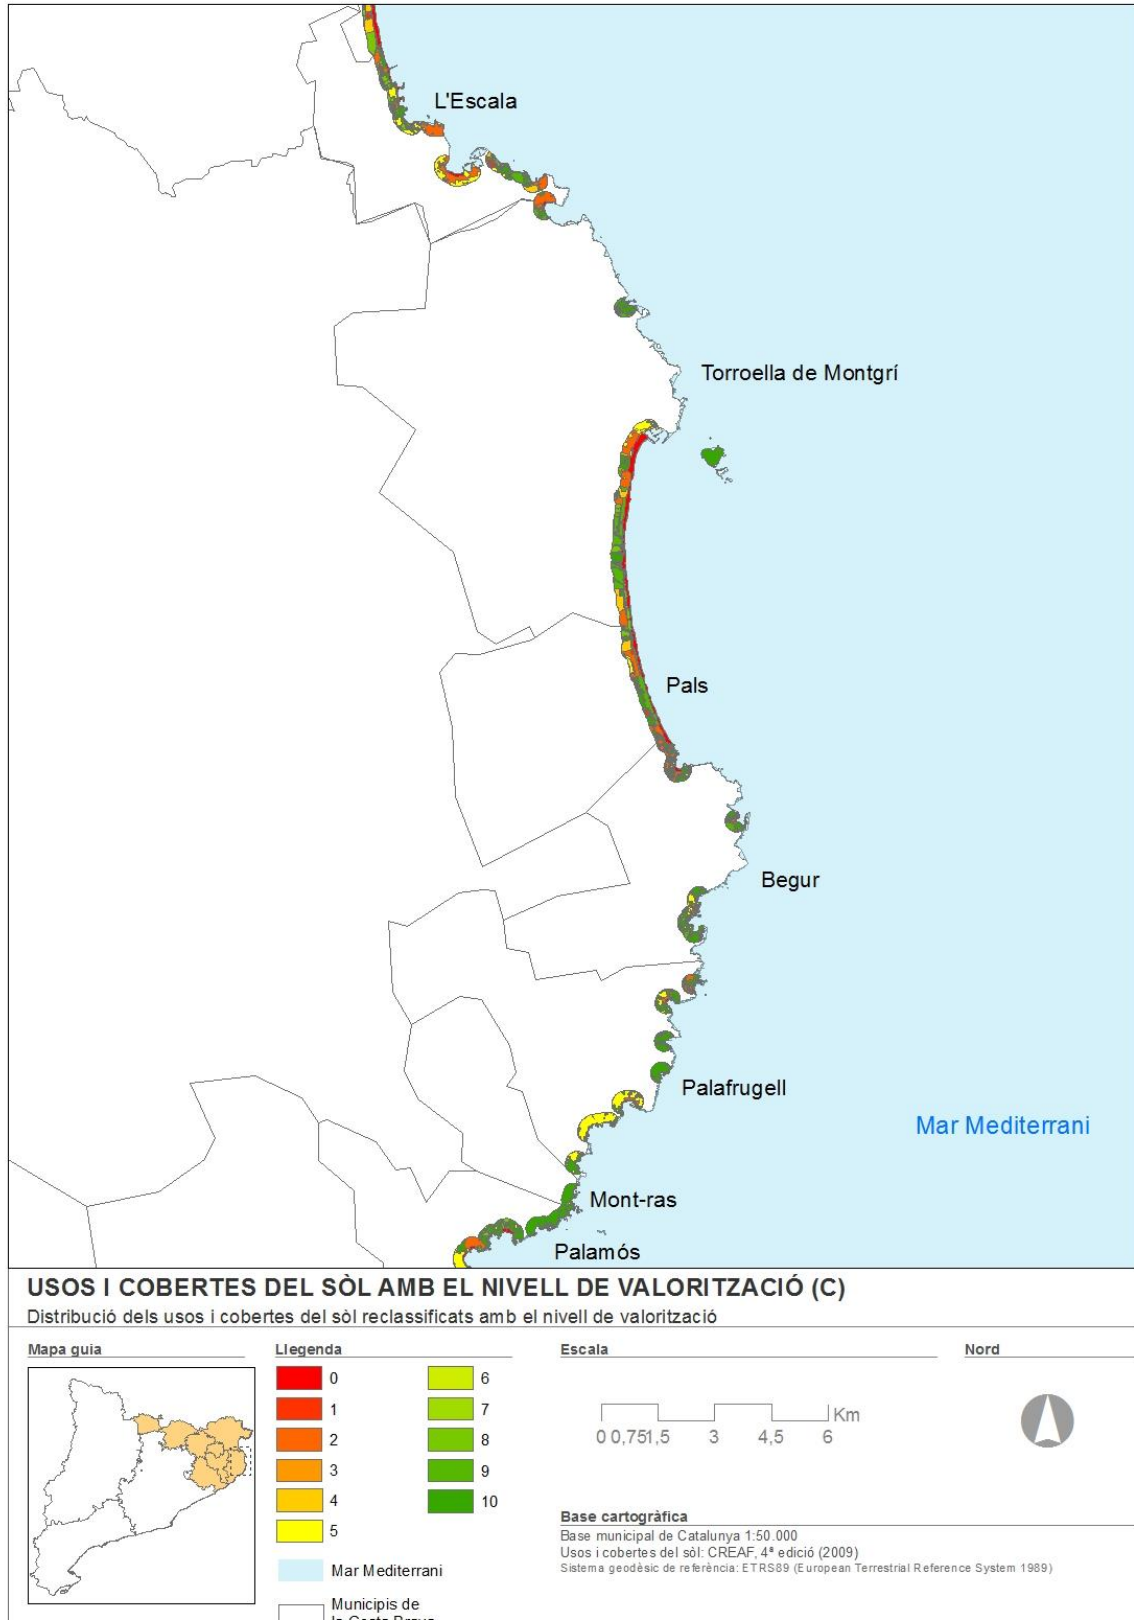 L'Escala
Torroella de Montgrí
Pals
Begur
Palafrugell
Mar Mediterrani
Mont-ras
Palamós
USOS I COBERTES DEL SÒL AMB EL NIVELL DE VALORITZACIÓ (C)
Distribució dels usos i cobertes del sòl reclassificats amb el nivell de valorització
Mapa guia
Llegenda
0
1
2
3
4
5
6
7
8
9
10
Mar Mediterrani
Municipis de
Escala
Km
0 0,75 1,5 3 4,5 6
Nord
Base cartogràfica
Base municipal de Catalunya 1:50.000
Usos i cobertes del sòl: CREAF, 4ª edició (2009)
Sistema geodèsic de referència: ETRS89 (European Terrestrial Reference System 1989)